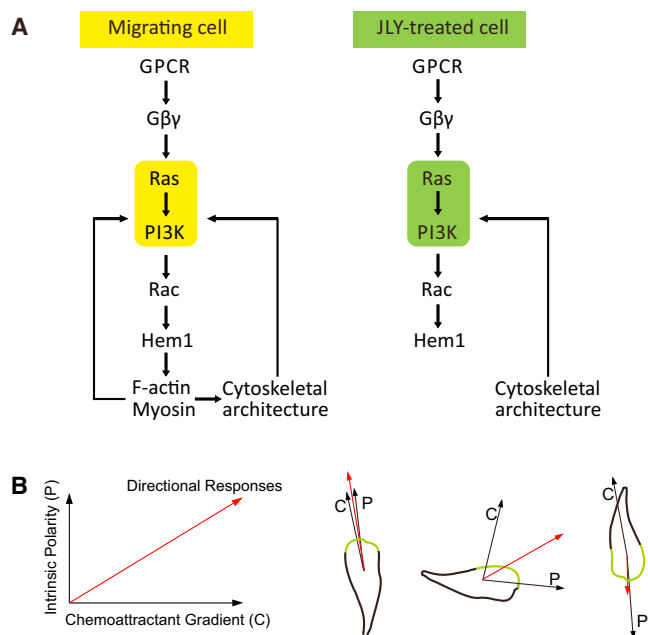 A
Migrating cell
GPCR
Gβγ
Ras
PI3K
Rac
Hem1
F-actin
Myosin
Cytoskeletal
architecture
JLY-treated cell
GPCR
Gβγ
Ras
PI3K
Rac
Hem1
Cytoskeletal
architecture
B
Intrinsic Polarity (P)
Directional Responses
Chemoattractant Gradient (C)
C
P
C
P
C
P